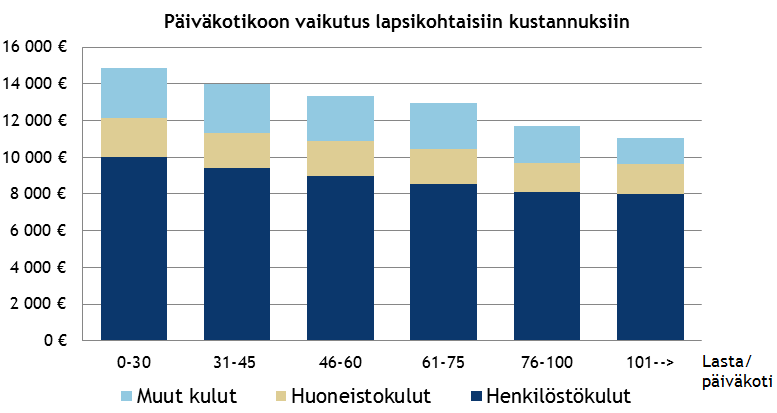 Päiväkotikoon vaikutus lapsikohtaisiin kustannuksiin
16 000 €
14 000 €
12 000 €
10 000 €
8 000 €
6 000 €
4 000 €
2 000 €
0 €
0-30 31-45 46-60 61-75 76-100 101--> Lasta/
päiväkoti
Muut kulut Huoneistokulut Henkilöstökulut